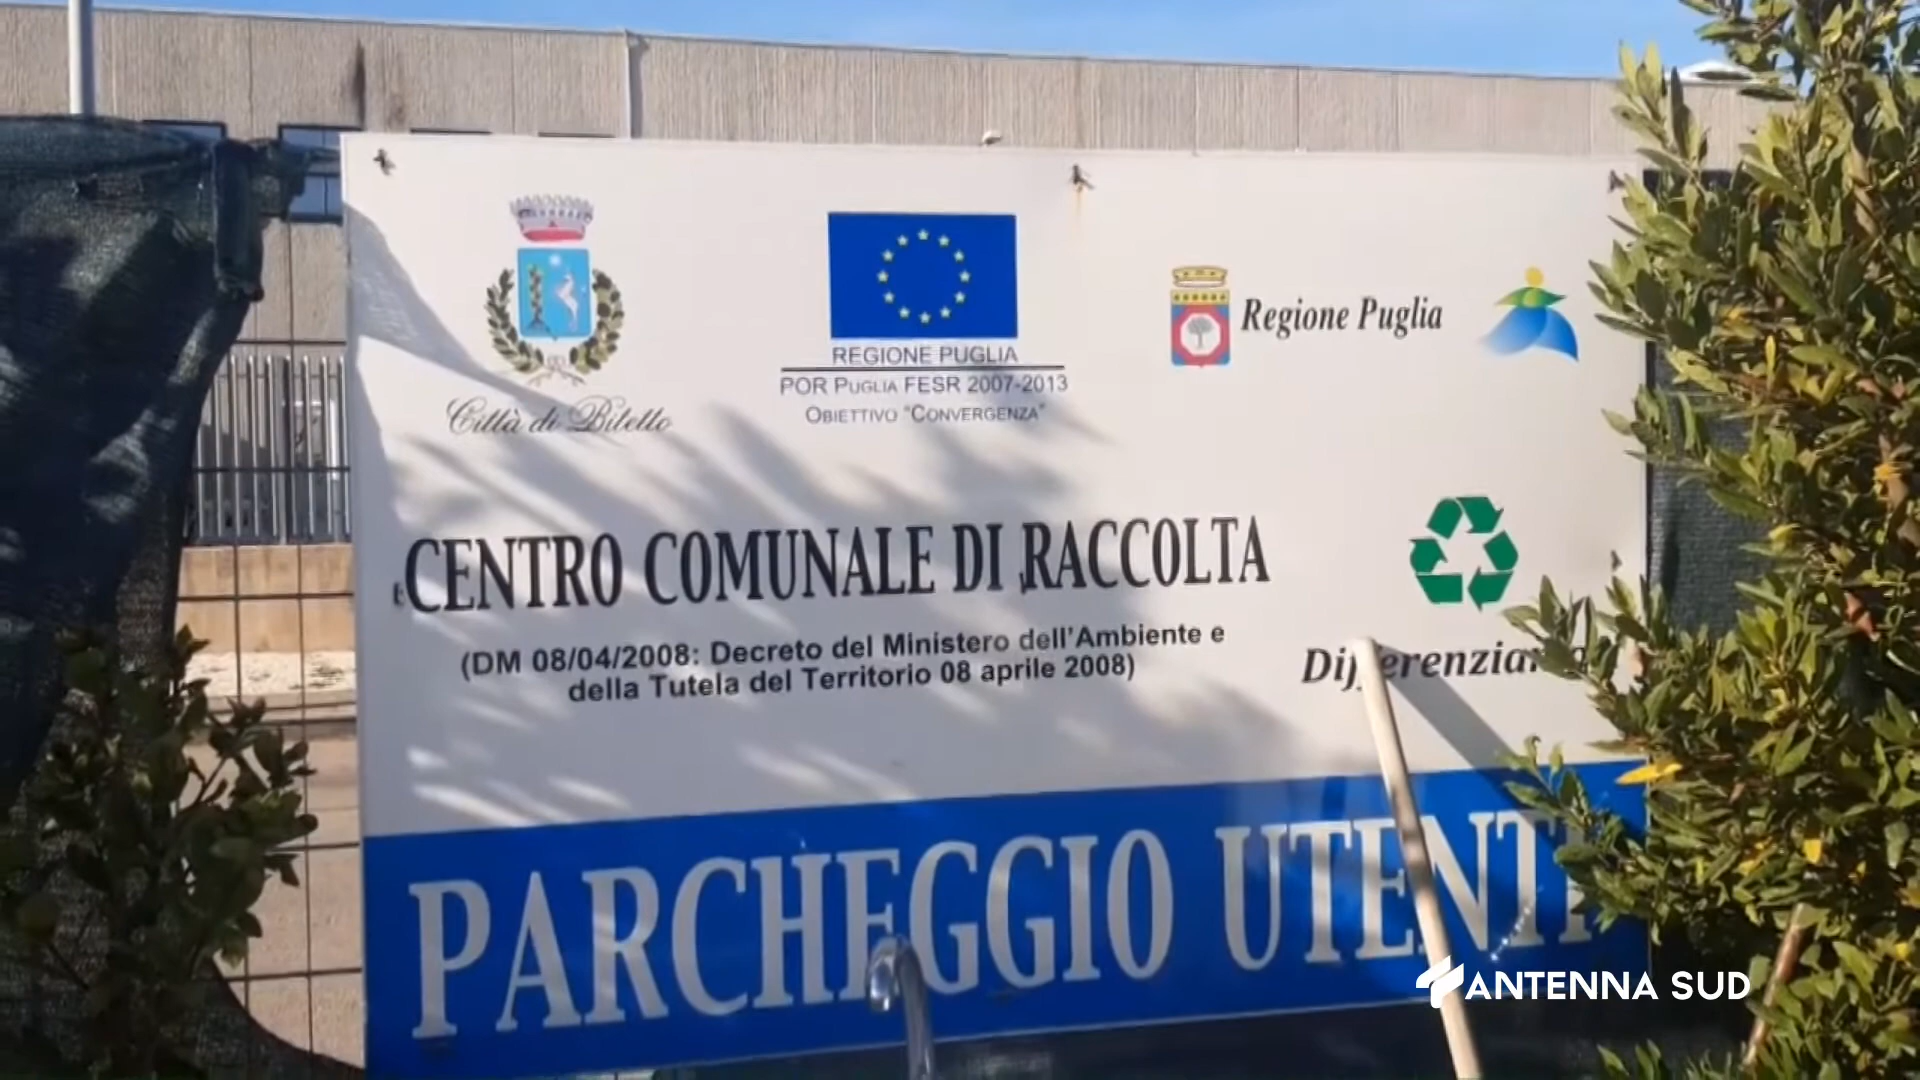 Città di Bitetto
REGIONE PUGLIA
POR PUGLIA FESR 2007-2013
OBIETTIVO "CONVERGENZA"
Regione Puglia
CENTRO COMUNALE DI RACCOLTA
(DM 08/04/2008: Decreto del Ministero dell'Ambiente e
della Tutela del Territorio 08 aprile 2008)
PARCHEGGIO UTENTI
ANTENNA SUD